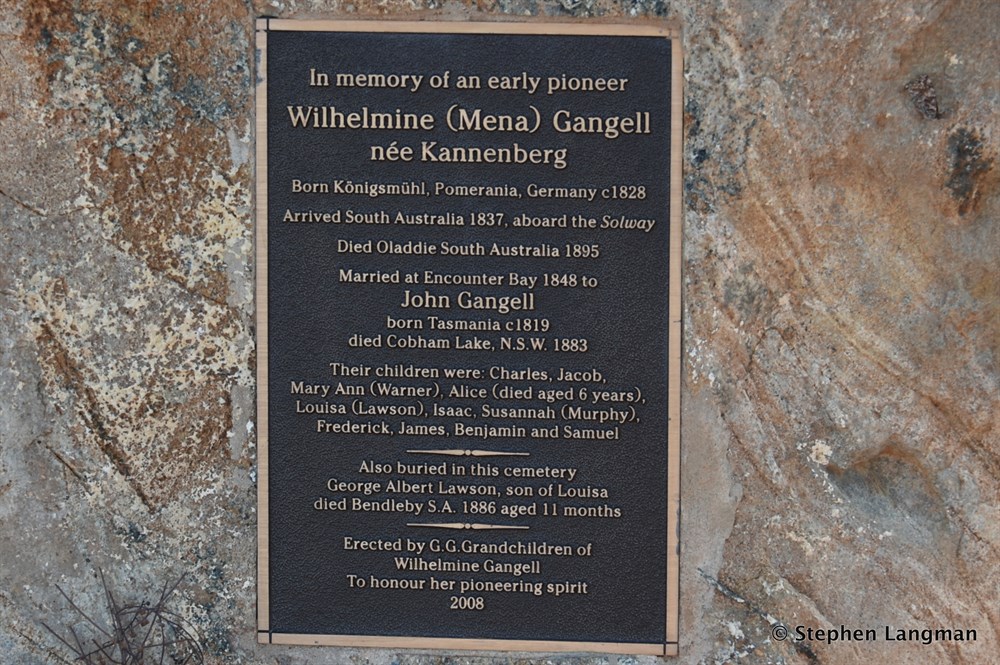 In memory of an early pioneer
Wilhelmine (Mena) Gangell
née Kannenberg
Born Königsmühl, Pomerania, Germany c1828
Arrived South Australia 1837, aboard the Solway
Died Oladdie South Australia 1895
Married at Encounter Bay 1848 to
John Gangell
born Tasmania c1819
died Cobham Lake, N.S.W. 1883
Their children were: Charles, Jacob,
Mary Ann (Warner), Alice (died aged 6 years),
Louisa (Lawson), Isaac, Susannah (Murphy),
Frederick, James, Benjamin and Samuel
Also buried in this cemetery
George Albert Lawson, son of Louisa
died Bendleby S.A. 1886 aged 11 months
Erected by G.G.Grandchildren of
Wilhelmine Gangell
To honour her pioneering spirit
2008
© Stephen Langman